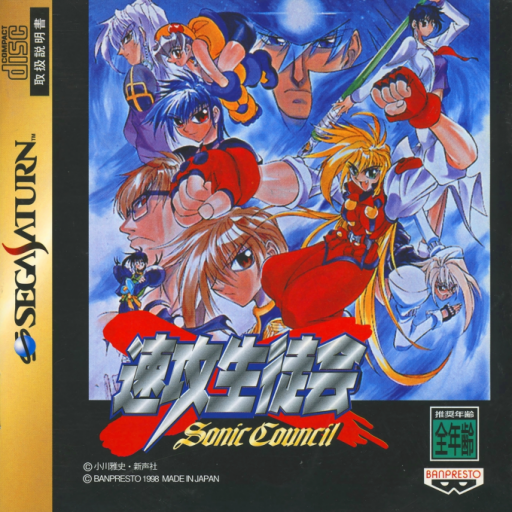 COMPACT
disc
取扱説明書
SEGA SATURN™
速攻生徒会
Sonic Council
推奨年齢
全年齢
BANPRESTO
© 小川雅史・新声社
© BANPRESTO 1998 MADE IN JAPAN